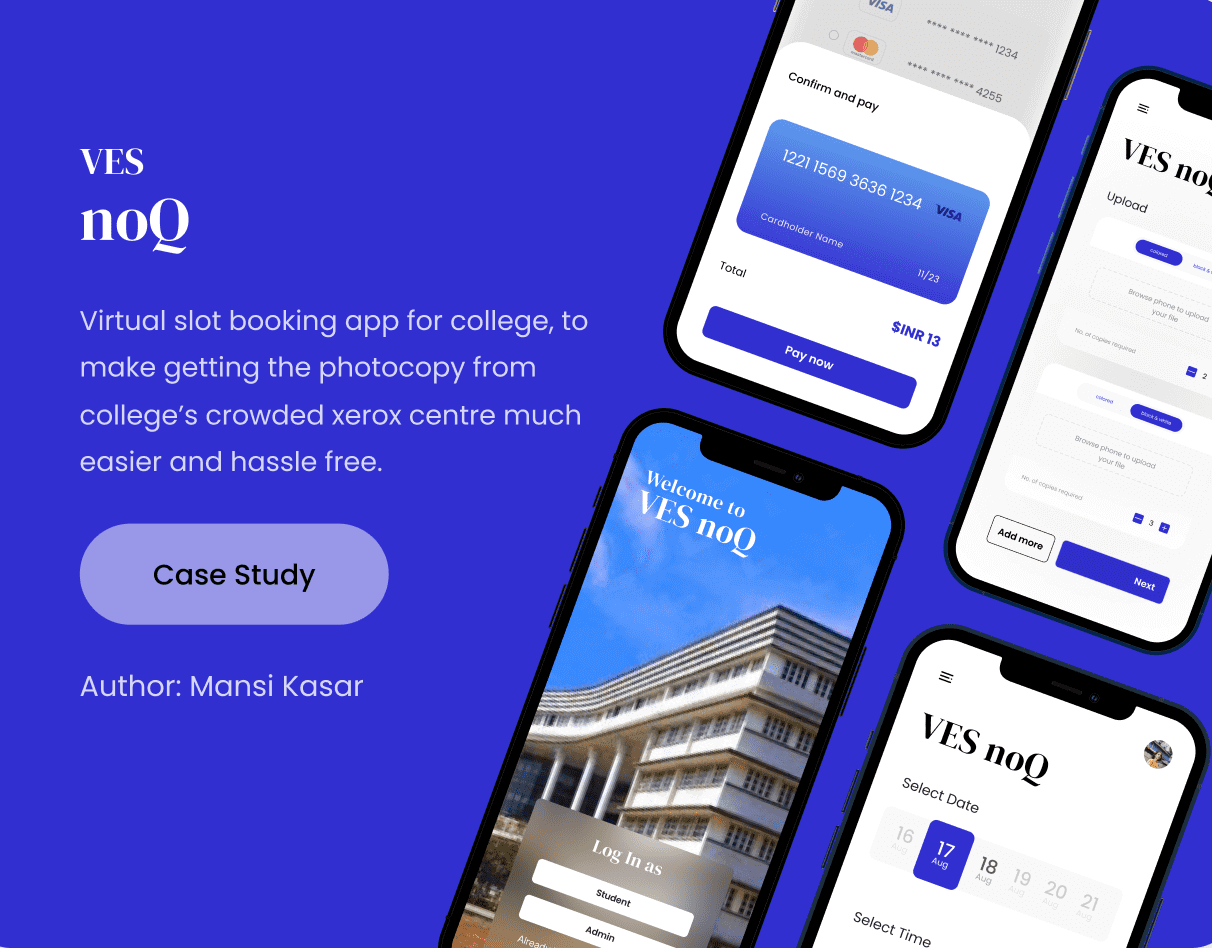 VES
noQ
Virtual slot booking app for college, to
make getting the photocopy from
college’s crowded xerox centre much
easier and hassle free.
Case Study
Author: Mansi Kasar
VISA
**** **** **** 1234
mastercard
**** **** **** 4255
Confirm and pay
1221 1569 3636 1234
VISA
Cardholder Name
11/23
Total
$INR 13
Pay now
VES noQ
Upload
colored
black &
Browse phone to upload
your file
No. of copies required
2
colored
black & white
Browse phone to upload
your file
No. of copies required
3
Add more
Next
Welcome to
VES noQ
Log In as
Student
Admin
Already
VES noQ
Select Date
16 17 18 19 20 21
Aug Aug Aug Aug Aug Aug
Select Time